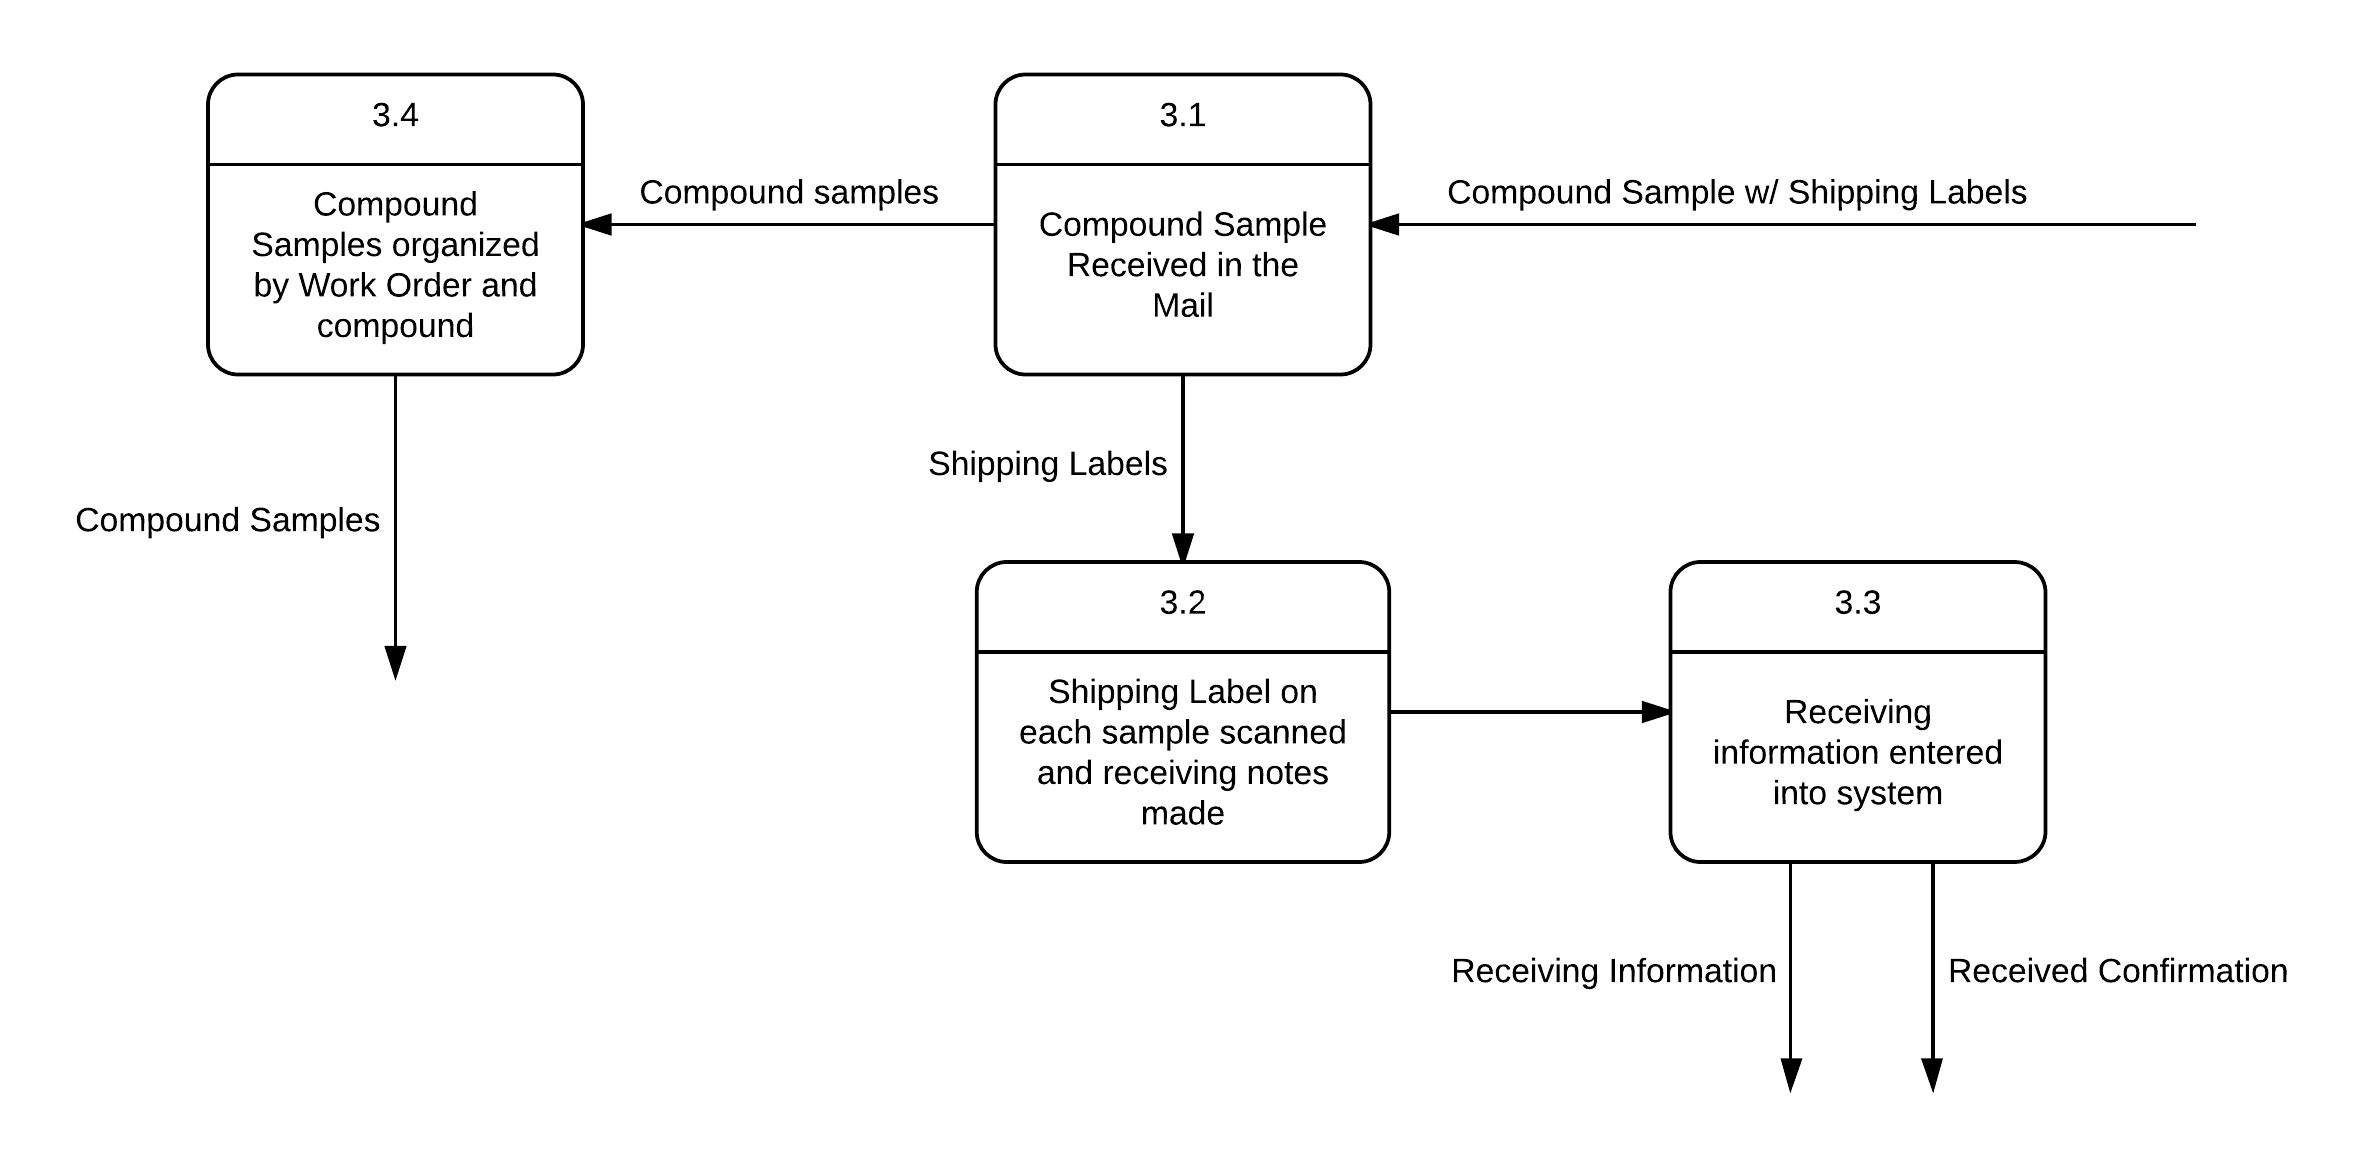 3.4
Compound
Samples organized
by Work Order and
compound
Compound samples
3.1
Compound Sample
Received in the
Mail
Compound Sample w/ Shipping Labels
Compound Samples
Shipping Labels
3.2
Shipping Label on
each sample scanned
and receiving notes
made
3.3
Receiving
information entered
into system
Receiving Information
Received Confirmation